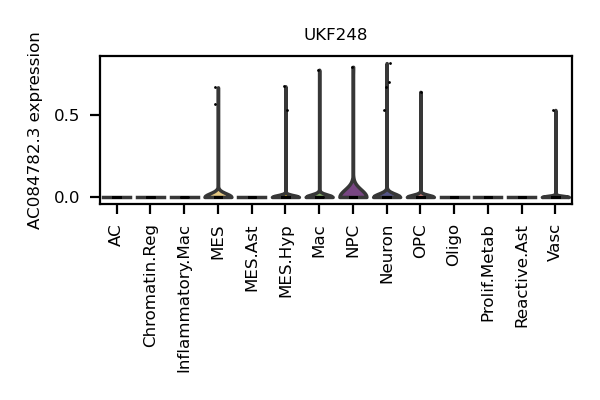 UKF248
AC084782.3 expression
0.5
0.0
AC
Chromatin.Reg
Inflammatory.Mac
MES
MES.Ast
MES.Hyp
Mac
NPC
Neuron
OPC
Oligo
Prolif.Metab
Reactive.Ast
Vasc